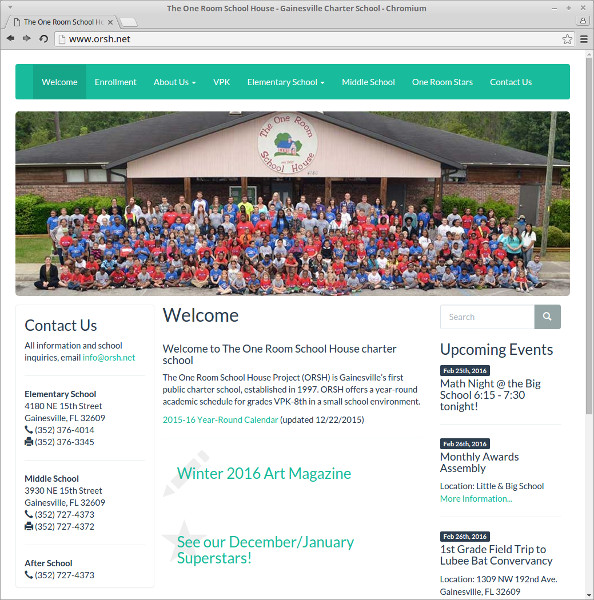 The One Room School House - Gainesville Charter School - Chromium
The One Room School Ho
www.orsh.net
Welcome Enrollment About Us VPK Elementary School Middle School One Room Stars Contact Us
The One Room
School House
Contact Us
All information and school
inquiries, email info@orsh.net
Elementary School
4180 NE 15th Street
Gainesville, FL 32609
(352) 376-4014
(352) 376-3345
Middle School
3930 NE 15th Street
Gainesville, FL 32609
(352) 727-4373
(352) 727-4372
After School
(352) 727-4373
Welcome
Welcome to The One Room School House charter
school
The One Room School House Project (ORSH) is Gainesville's first
public charter school, established in 1997. ORSH offers a year-round
academic schedule for grades VPK-8th in a small school environment.
2015-16 Year-Round Calendar (updated 12/22/2015)
Winter 2016 Art Magazine
See our December/January
Superstars!
Search
Upcoming Events
Feb 25th, 2016
Math Night @ the Big
School 6:15 - 7:30
tonight!
Feb 26th, 2016
Monthly Awards
Assembly
Location: Little & Big School
More Information...
Feb 26th, 2016
1st Grade Field Trip to
Lubee Bat Convervancy
Location: 1309 NW 192nd Ave.
Gainesville, FL 32609